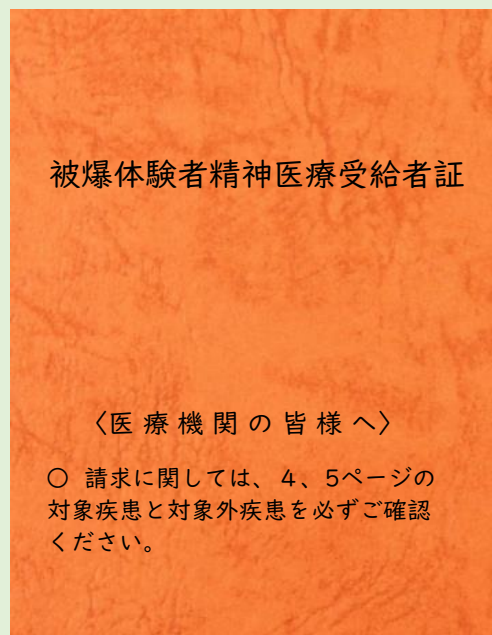 被爆体験者精神医療受給者証
〈医療機関の皆様へ〉
〇 請求に関しては、4、5ページの
対象疾患と対象外疾患を必ずご確認
ください。